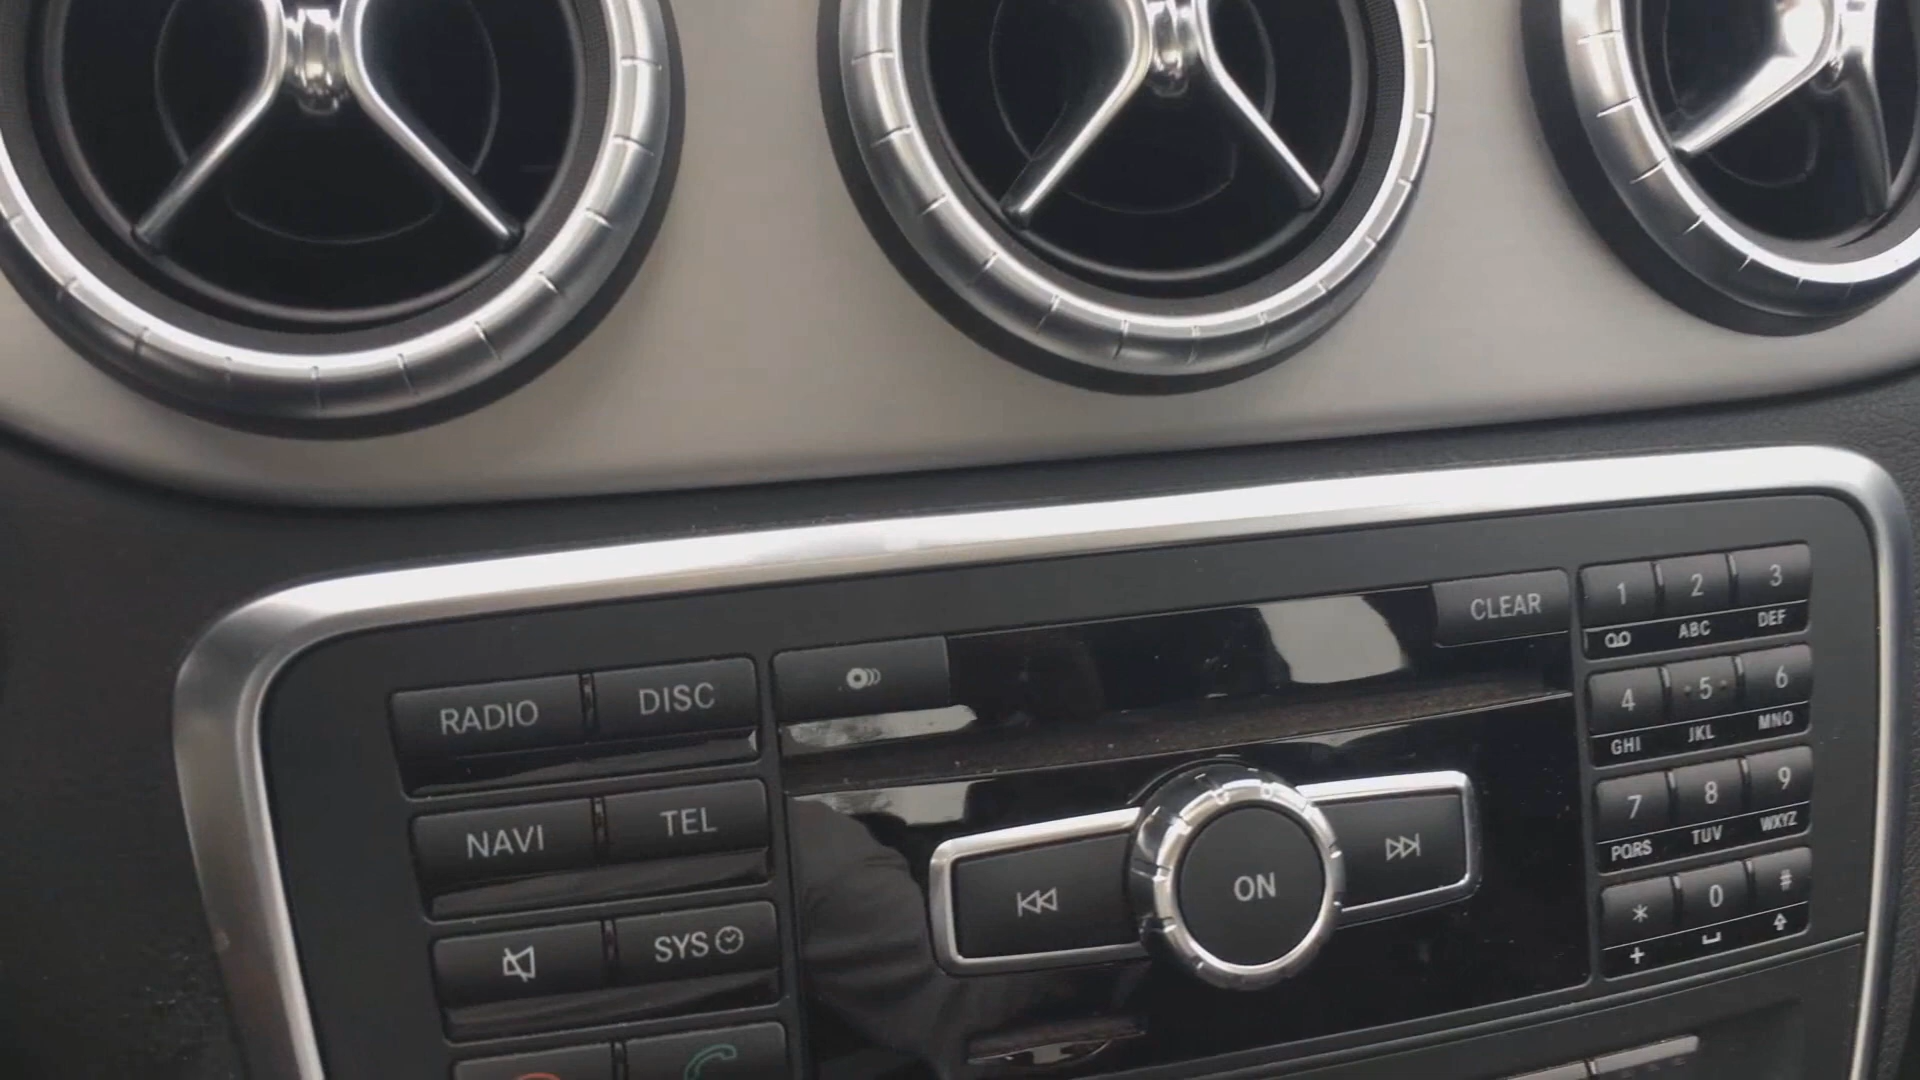 CLEAR
1 2 3
ABC DEF
RADIO DISC
4 5 6
GHI JKL MNO
NAVI TEL
7 8 9
PQRS TUV WXYZ
ON
SYS
* 0 #
+